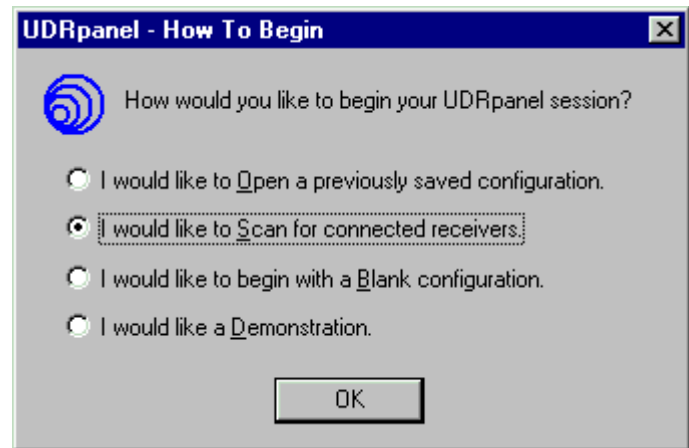 UDRpanel - How To Begin
How would you like to begin your UDRpanel session?
I would like to Open a previously saved configuration.
I would like to Scan for connected receivers.
I would like to begin with a Blank configuration.
I would like a Demonstration.
OK